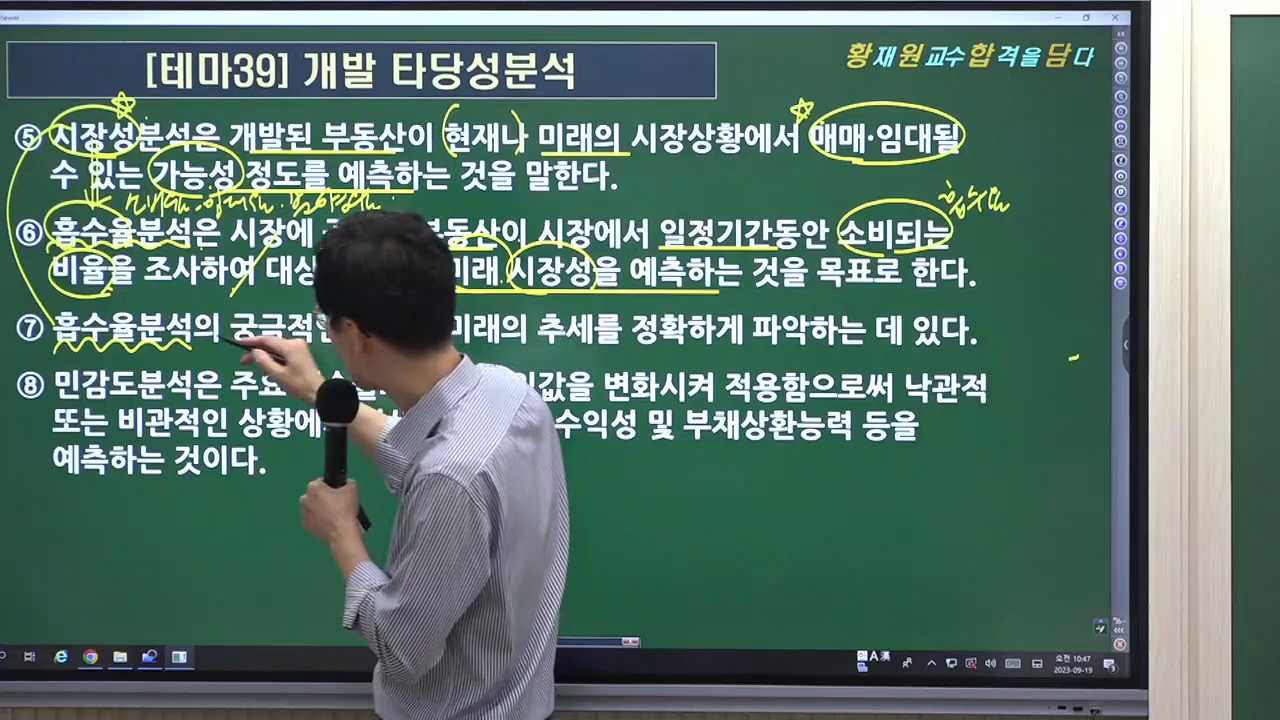 [테마39] 개발 타당성분석
황재원교수합격을담다
⑤ 시장성분석은 개발된 부동산이 현재나 미래의 시장상황에서 매매·임대될
수 있는 가능성 정도를 예측하는 것을 말한다.
⑥ 흡수율분석은 시장에 부동산이 시장에서 일정기간동안 소비되는
비율을 조사하여 대상 미래 시장성을 예측하는 것을 목표로 한다.
⑦ 흡수율분석의 미래의 추세를 정확하게 파악하는 데 있다.
⑧ 민감도분석은 변화시켜 적용함으로써 낙관적
또는 비관적인 수익성 및 부채상환능력 등을
예측하는 것이다.
오전 10:47
2023-09-19